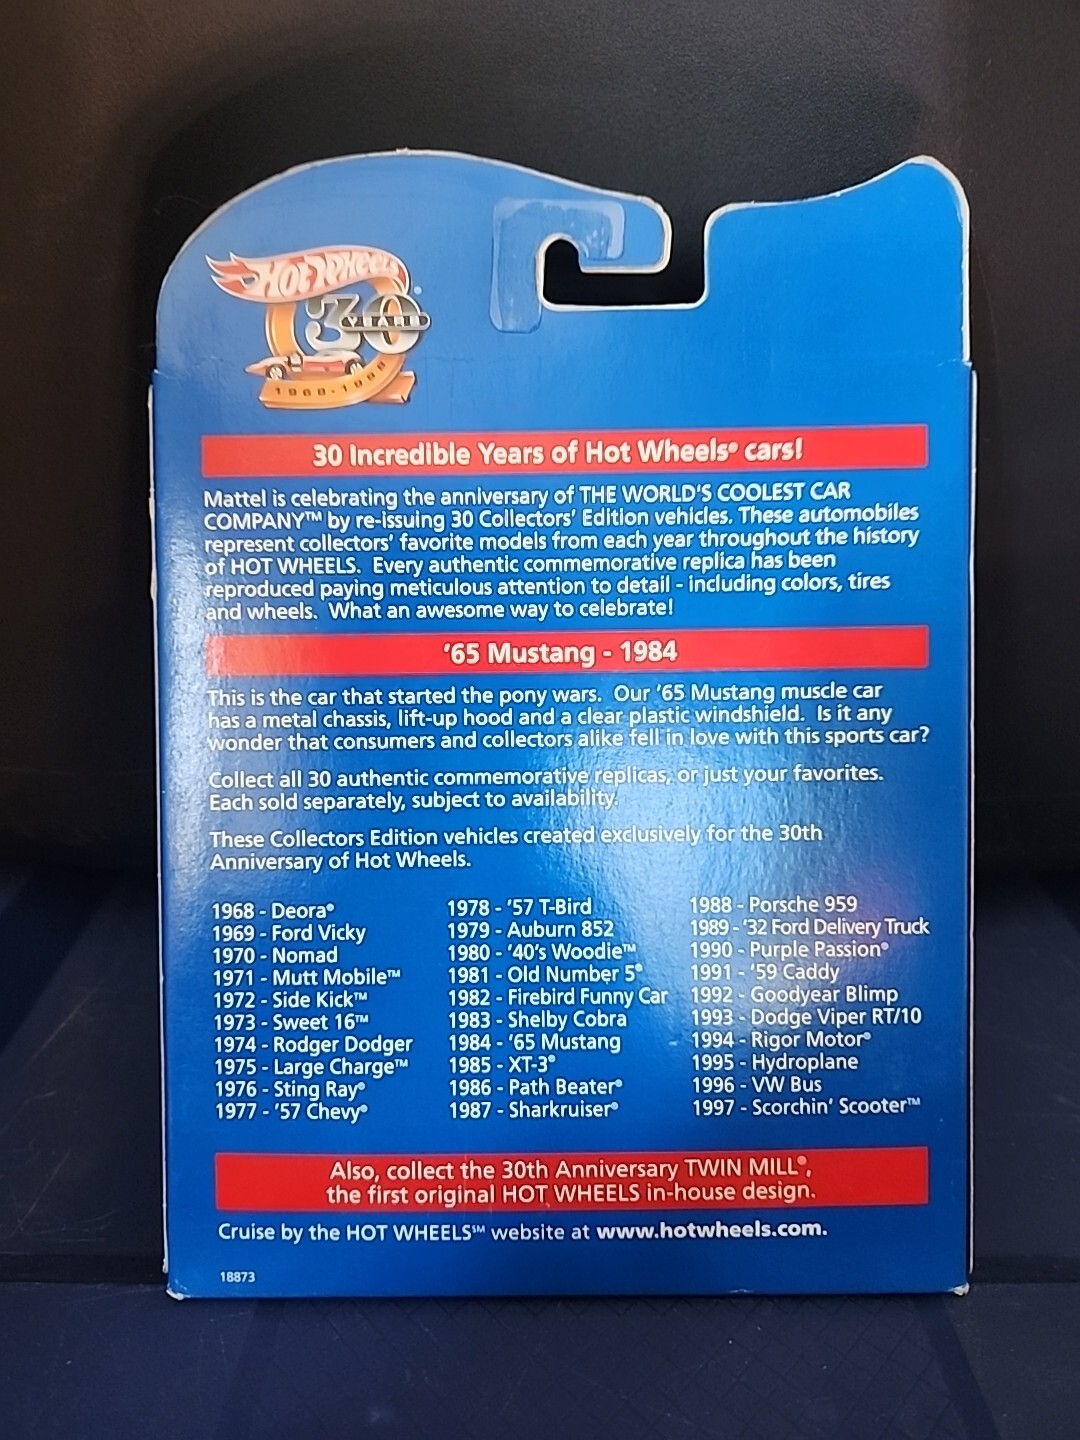 HOT WHEELS®
30
YEARS
1968-1998
30 Incredible Years of Hot Wheels® cars!
Mattel is celebrating the anniversary of THE WORLD'S COOLEST CAR
COMPANY™ by re-issuing 30 Collectors' Edition vehicles. These automobiles
represent collectors' favorite models from each year throughout the history
of HOT WHEELS. Every authentic commemorative replica has been
reproduced paying meticulous attention to detail - including colors, tires
and wheels. What an awesome way to celebrate!
'65 Mustang - 1984
This is the car that started the pony wars. Our '65 Mustang muscle car
has a metal chassis, lift-up hood and a clear plastic windshield. Is it any
wonder that consumers and collectors alike fell in love with this sports car?
Collect all 30 authentic commemorative replicas, or just your favorites.
Each sold separately, subject to availability.
These Collectors Edition vehicles created exclusively for the 30th
Anniversary of Hot Wheels.
1968 - Deora®
1969 - Ford Vicky
1970 - Nomad
1971 - Mutt Mobile™
1972 - Side Kick™
1973 - Sweet 16™
1974 - Rodger Dodger
1975 - Large Charge™
1976 - Sting Ray®
1977 - '57 Chevy®
1978 - '57 T-Bird
1979 - Auburn 852
1980 - '40's Woodie™
1981 - Old Number 5®
1982 - Firebird Funny Car
1983 - Shelby Cobra
1984 - '65 Mustang
1985 - XT-3®
1986 - Path Beater®
1987 - Sharkruiser®
1988 - Porsche 959
1989 - '32 Ford Delivery Truck
1990 - Purple Passion®
1991 - '59 Caddy
1992 - Goodyear Blimp
1993 - Dodge Viper RT/10
1994 - Rigor Motor®
1995 - Hydroplane
1996 - VW Bus
1997 - Scorchin' Scooter™
Also, collect the 30th Anniversary TWIN MILL®,
the first original HOT WHEELS in-house design.
Cruise by the HOT WHEELS℠ website at www.hotwheels.com.
18873